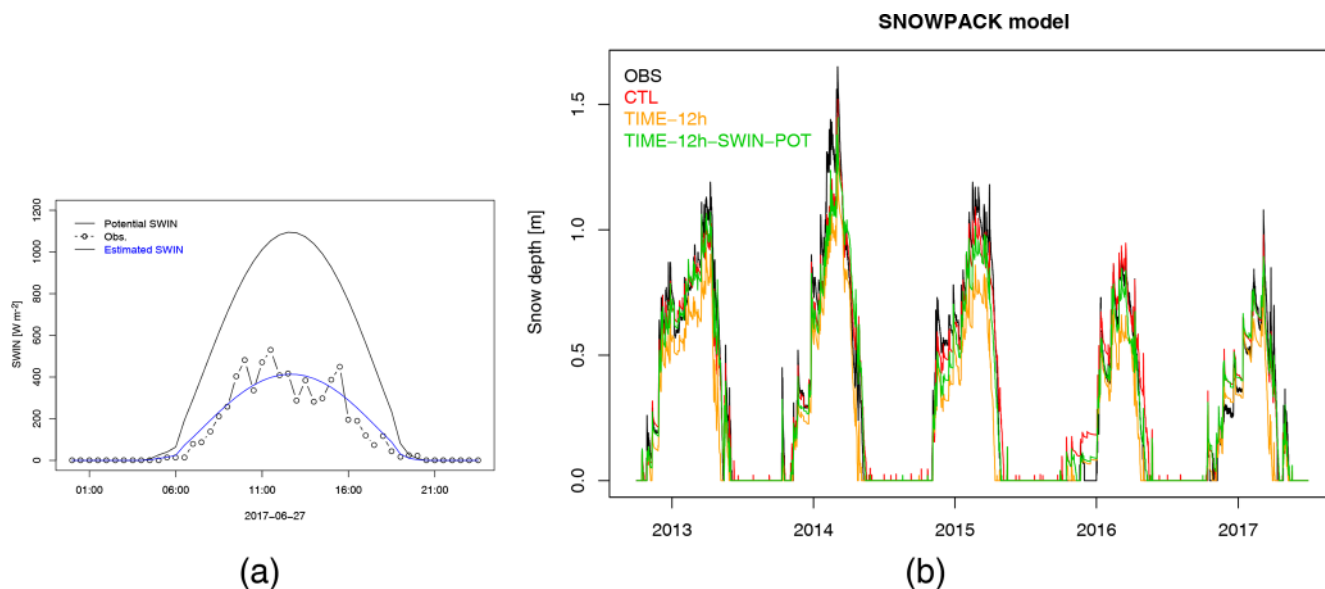 SNOWPACK model
1200
1000
800
600
400
200
0
SWIN [W m⁻²]
Potential SWIN
Obs.
Estimated SWIN
01:00 06:00 11:00 16:00 21:00
2017−06−27
(a)
OBS
CTL
TIME−12h
TIME−12h−SWIN−POT
1.5
1.0
0.5
0.0
Snow depth [m]
2013 2014 2015 2016 2017
(b)